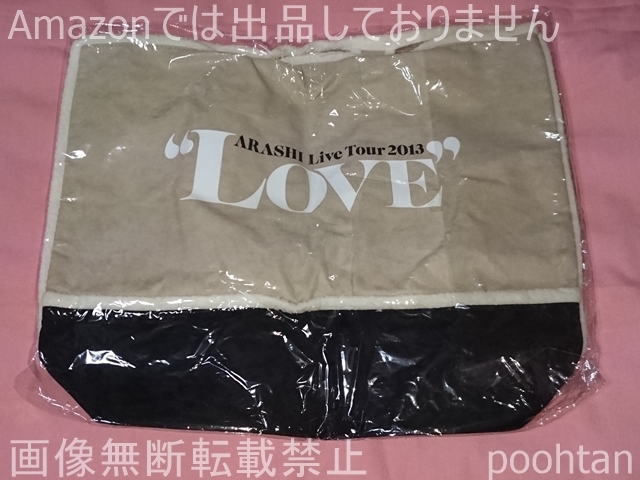 Amazonでは出品しておりません
ARASHI Live Tour 2013
“LOVE”
画像無断転載禁止
poohtan